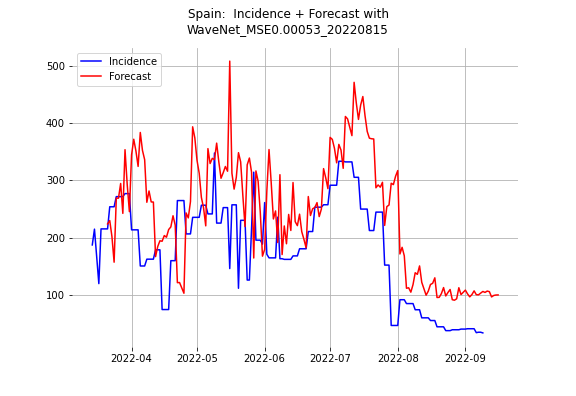 Spain:  Incidence + Forecast with
WaveNet_MSE0.00053_20220815
Incidence
Forecast
500
400
300
200
100
2022-04
2022-05
2022-06
2022-07
2022-08
2022-09